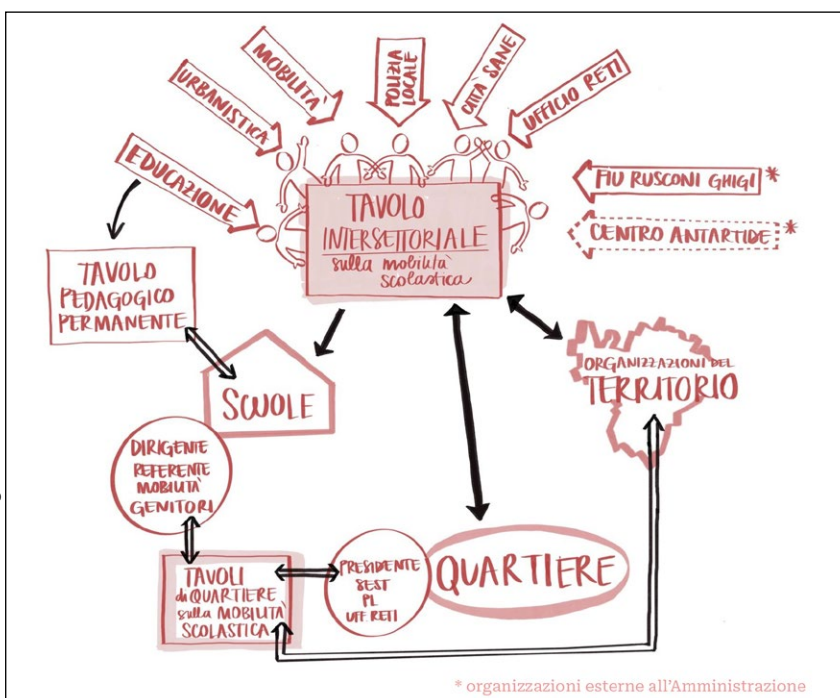 EDUCAZIONE
URBANISTICA
MOBILITÀ
POLIZIA
LOCALE
CITTÀ SANE
UFFICIO RETI
FIU RUSCONI GHIGI *
CENTRO ANTARTIDE *
TAVOLO
INTERSETTORIALE
sulla mobilità
scolastica
TAVOLO
PEDAGOGICO
PERMANENTE
SCUOLE
ORGANIZZAZIONI DEL
TERRITORIO
DIRIGENTE
REFERENTE
MOBILITÀ
GENITORI
TAVOLI
di QUARTIERE
sulla MOBILITÀ
SCOLASTICA
PRESIDENTE
SEST
PL
UFF. RETI
QUARTIERE
* organizzazioni esterne all'Amministrazione